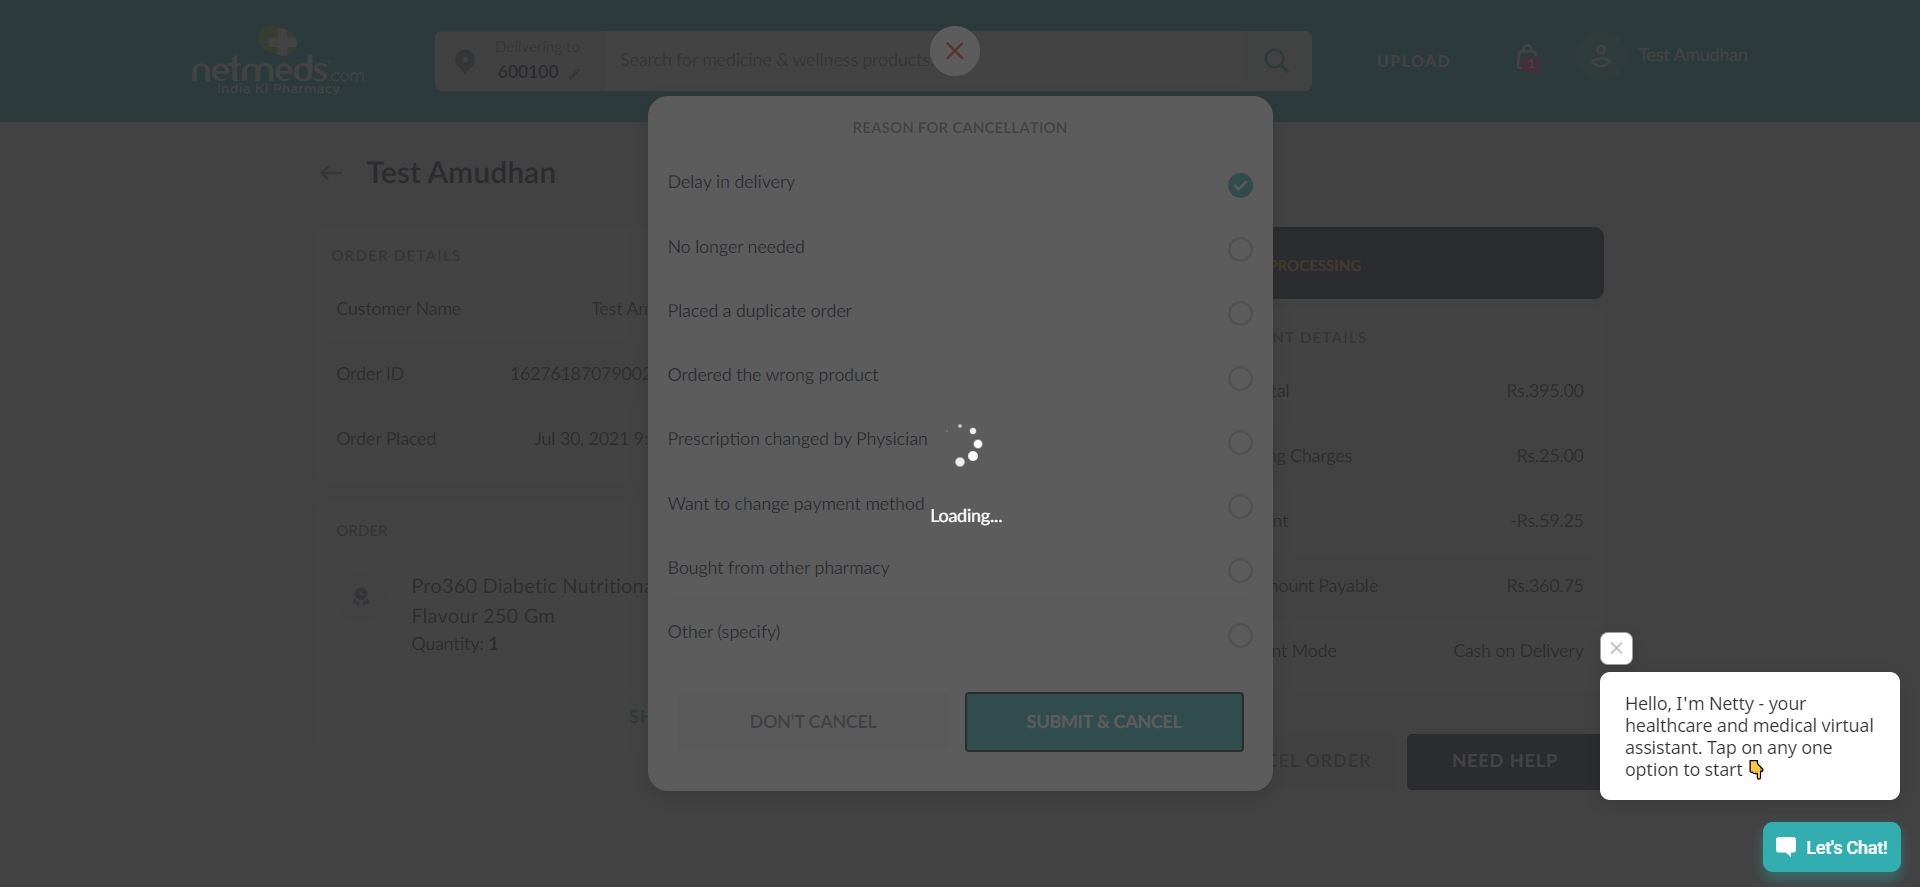 netmeds.com
India Ki Pharmacy
Delivering to
600100
Search for medicine & wellness products.
UPLOAD
1
Test Amudhan
Test Amudhan
ORDER DETAILS
Customer Name
Test Am
Order ID
16276187079002
Order Placed
Jul 30, 2021 9:
ORDER
Pro360 Diabetic Nutritiona
Flavour 250 Gm
Quantity: 1
SH
REASON FOR CANCELLATION
Delay in delivery
No longer needed
Placed a duplicate order
Ordered the wrong product
Prescription changed by Physician
Want to change payment method
Bought from other pharmacy
Other (specify)
DON'T CANCEL
SUBMIT & CANCEL
Loading...
PROCESSING
NT DETAILS
tal
Rs.395.00
ng Charges
Rs.25.00
nt
-Rs.59.25
mount Payable
Rs.360.75
nt Mode
Cash on Delivery
CEL ORDER
NEED HELP
Hello, I'm Netty - your
healthcare and medical virtual
assistant. Tap on any one
option to start 👇
Let's Chat!